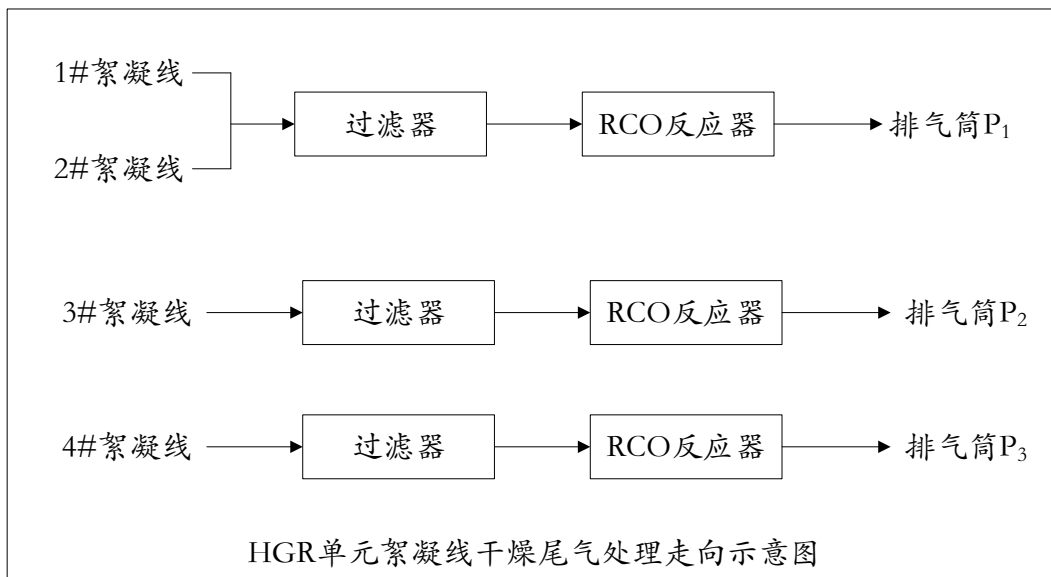 1#絮凝线
过滤器
RCO反应器
排气筒P₁
2#絮凝线
3#絮凝线
过滤器
RCO反应器
排气筒P₂
4#絮凝线
过滤器
RCO反应器
排气筒P₃
HGR单元絮凝线干燥尾气处理走向示意图